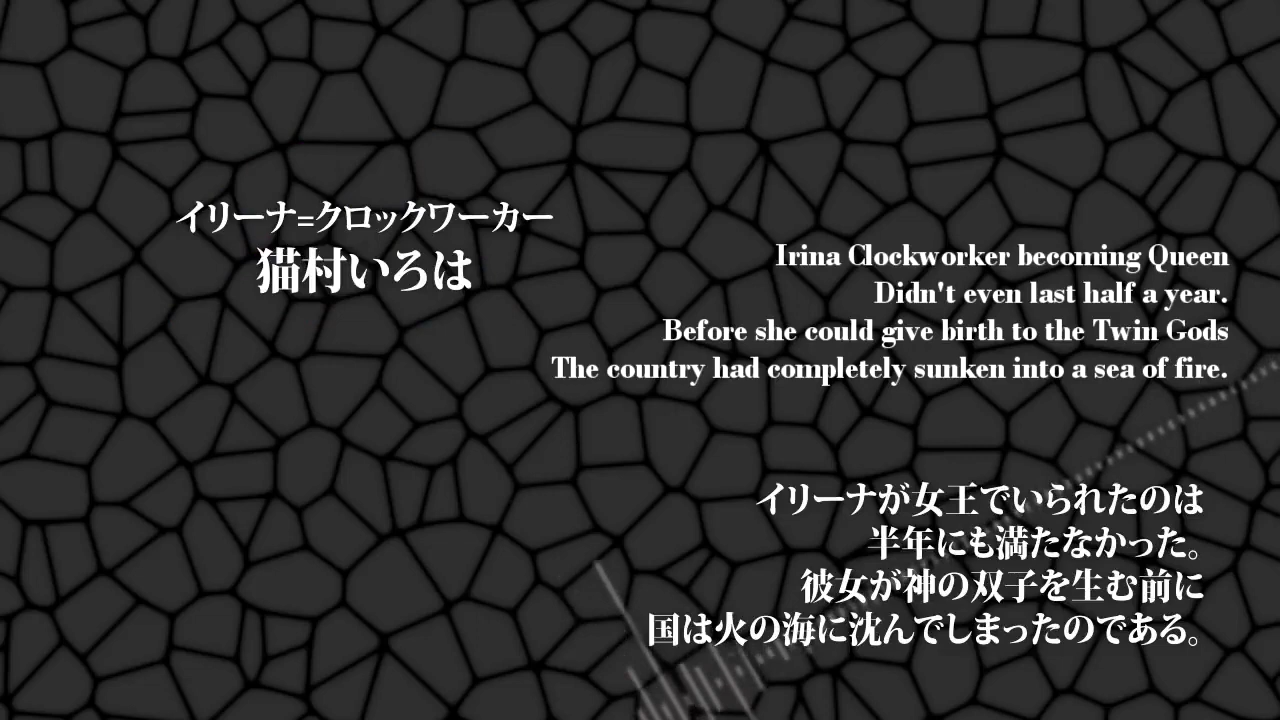 イリーナ=クロックワーカー
猫村いろは
Irina Clockworker becoming Queen
Didn't even last half a year.
Before she could give birth to the Twin Gods
The country had completely sunken into a sea of fire.
イリーナが女王でいられたのは
半年にも満たなかった。
彼女が神の双子を生む前に
国は火の海に沈んでしまったのである。